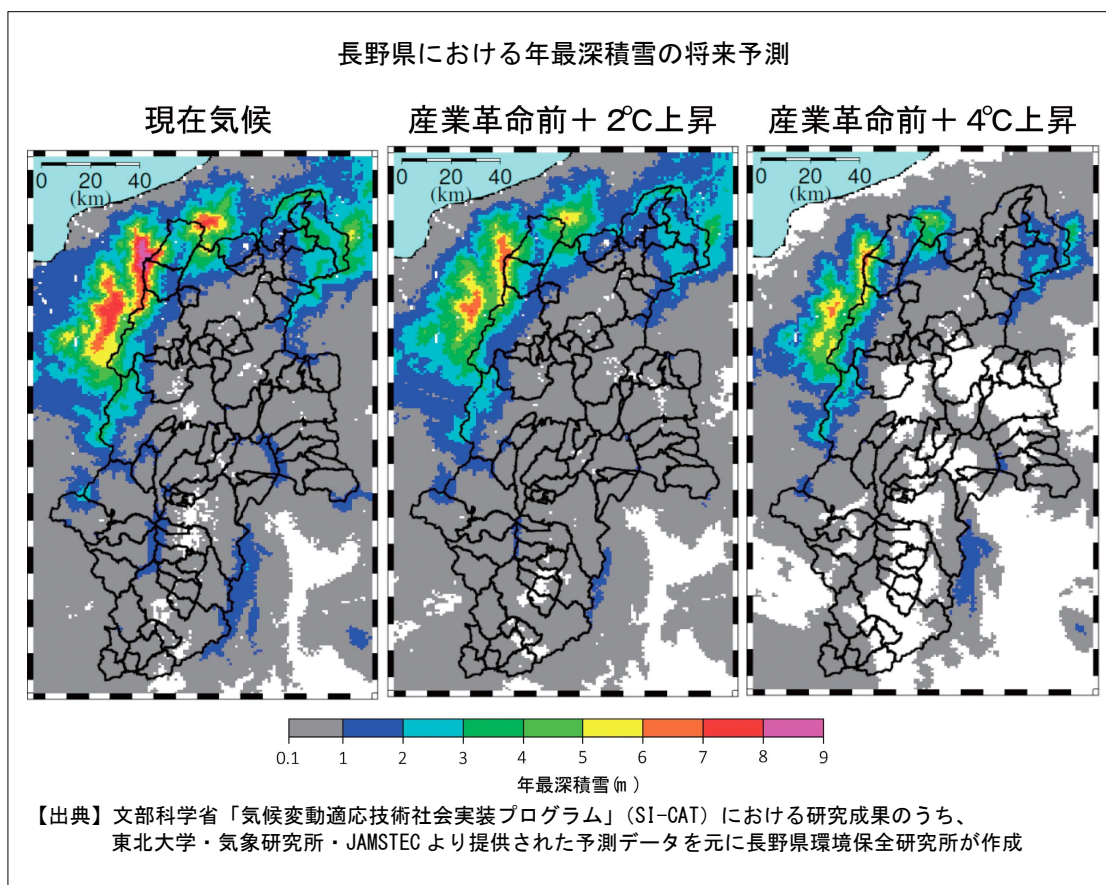 長野県における年最深積雪の将来予測
現在気候
産業革命前+2℃上昇
産業革命前+4℃上昇
0 20 40
(km)
0 20 40
(km)
0 20 40
(km)
0.1 1 2 3 4 5 6 7 8 9
年最深積雪(m)
【出典】文部科学省「気候変動適応技術社会実装プログラム」(SI-CAT)における研究成果のうち、
東北大学・気象研究所・JAMSTECより提供された予測データを元に長野県環境保全研究所が作成